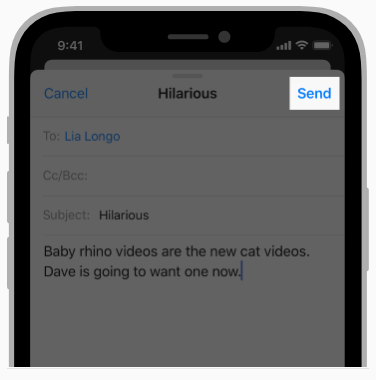 9:41
Cancel Hilarious Send
To: Lia Longo
Cc/Bcc:
Subject: Hilarious
Baby rhino videos are the new cat videos.
Dave is going to want one now.